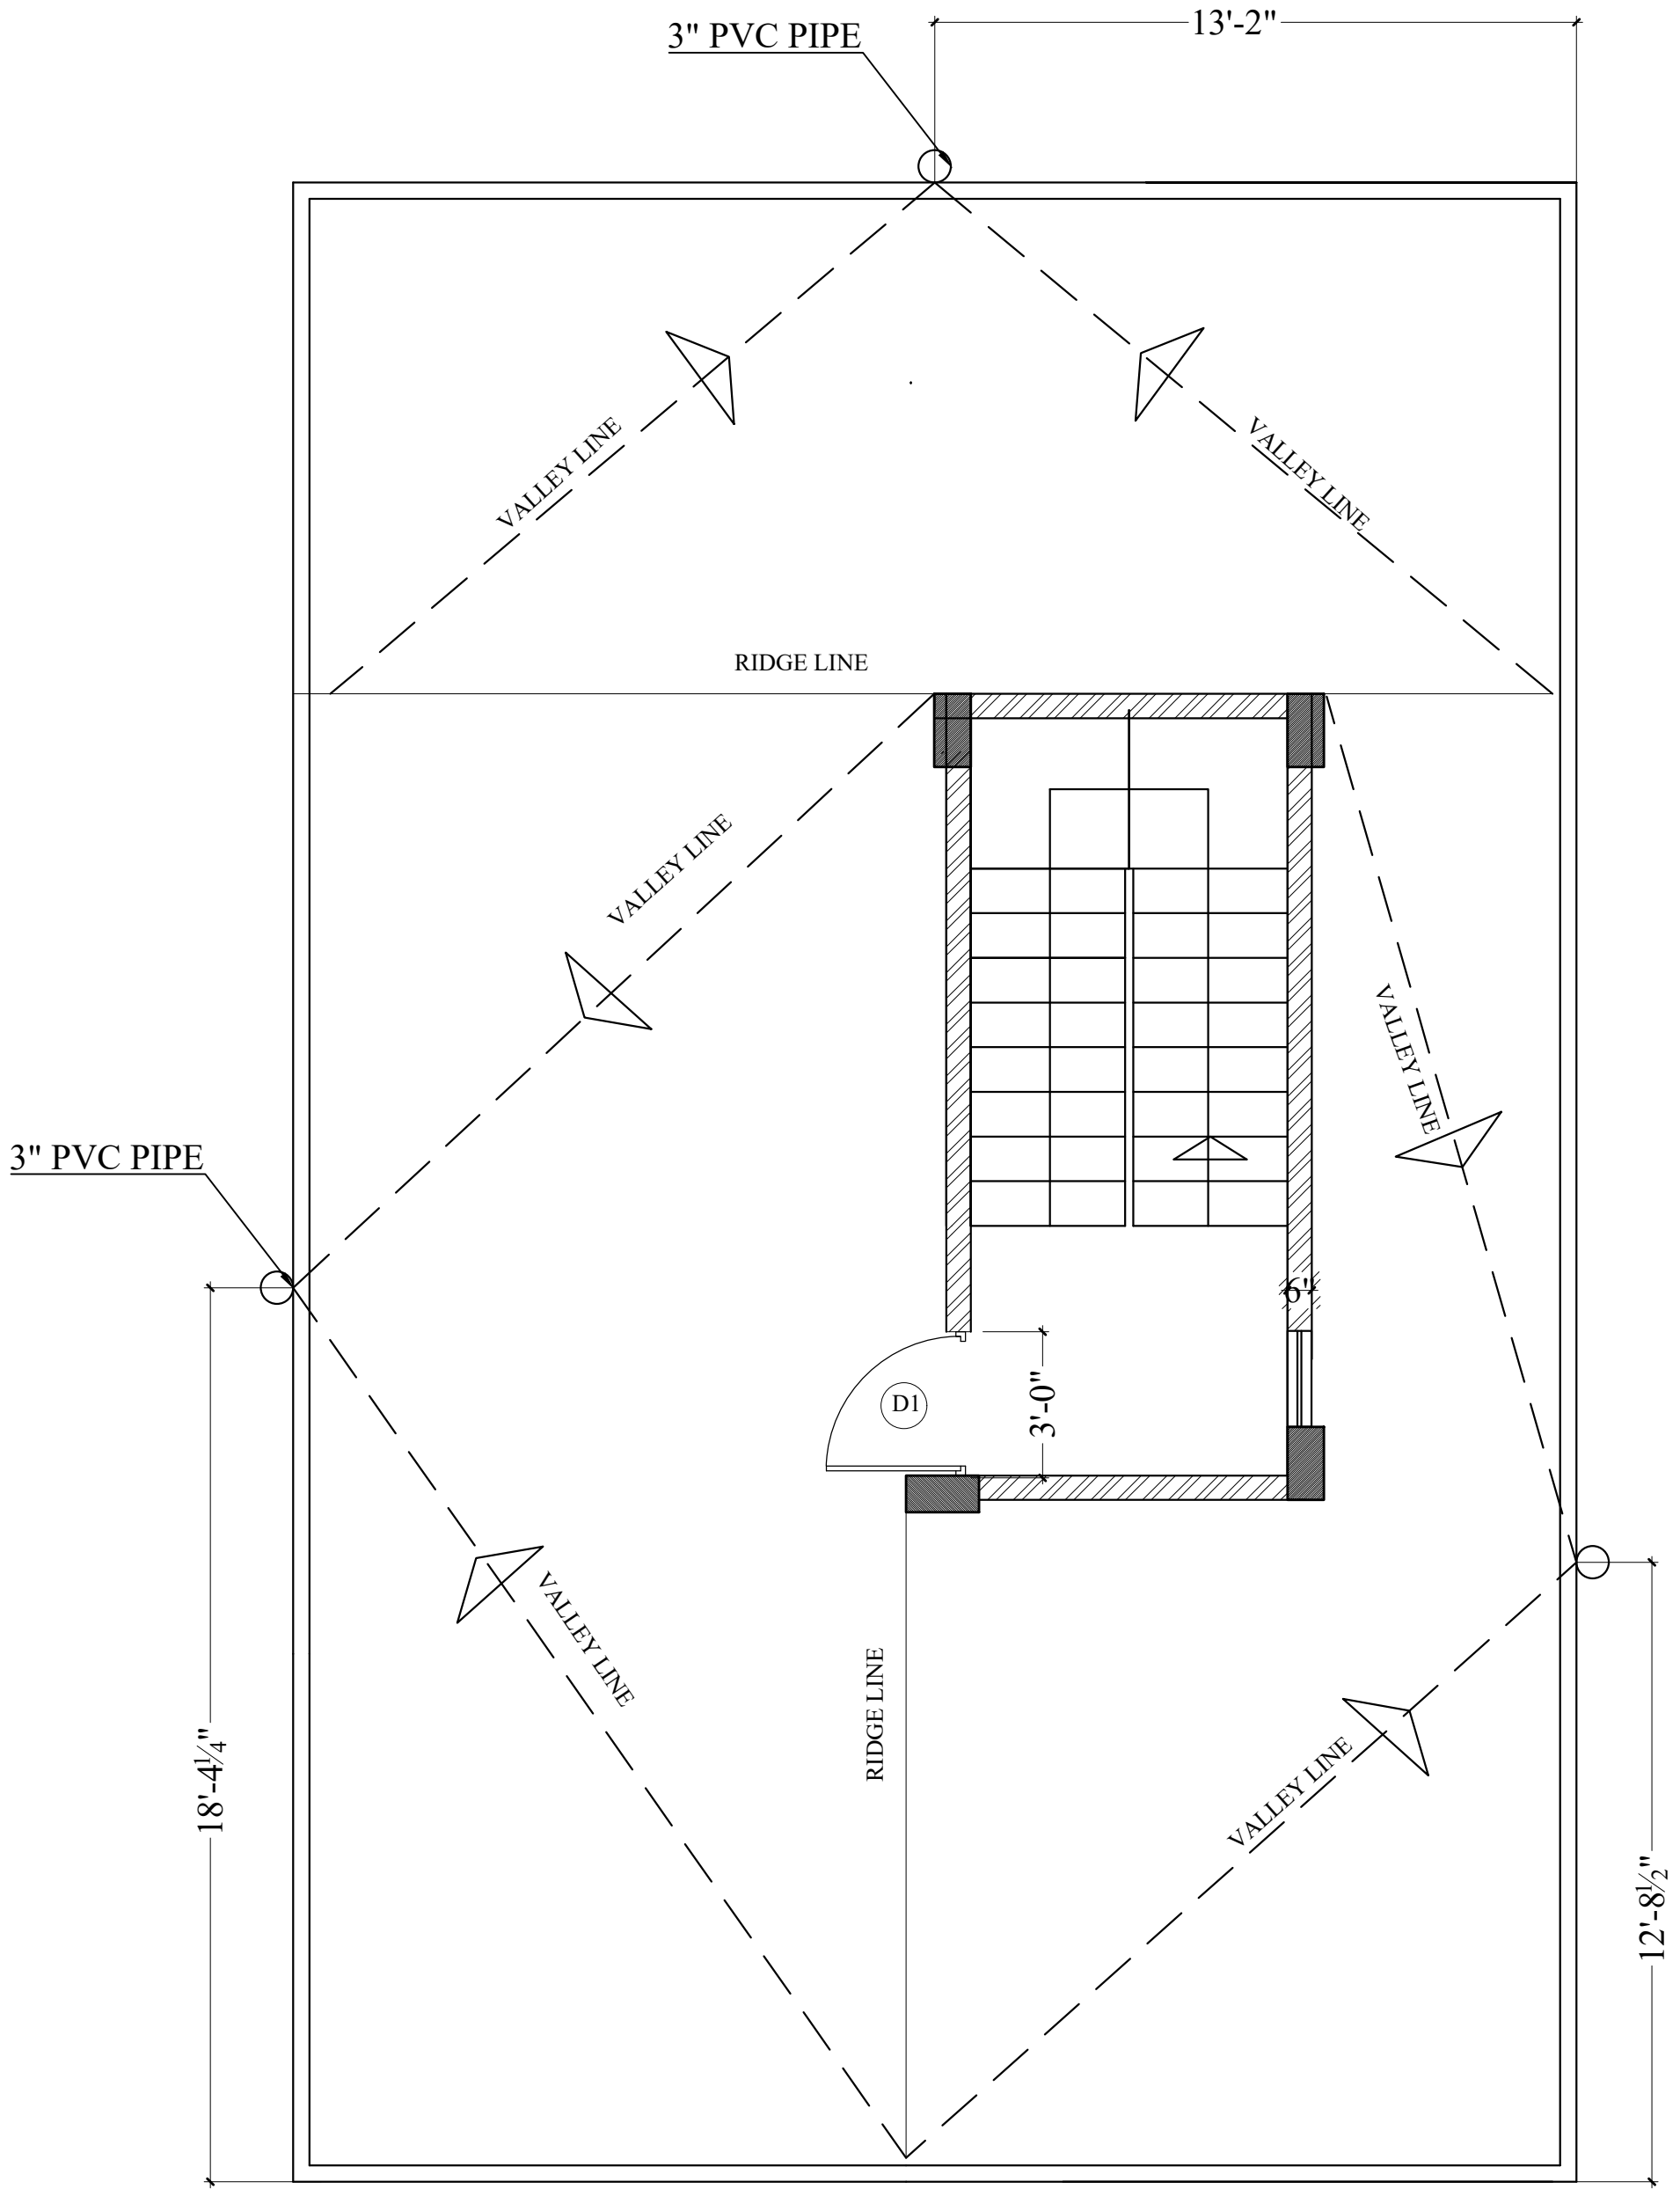 13'-2"
3" PVC PIPE
VALLEY LINE
VALLEY LINE
RIDGE LINE
VALLEY LINE
VALLEY LINE
3" PVC PIPE
6"
D1
3'-0"
VALLEY LINE
RIDGE LINE
VALLEY LINE
18'-4¼"
12'-8½"